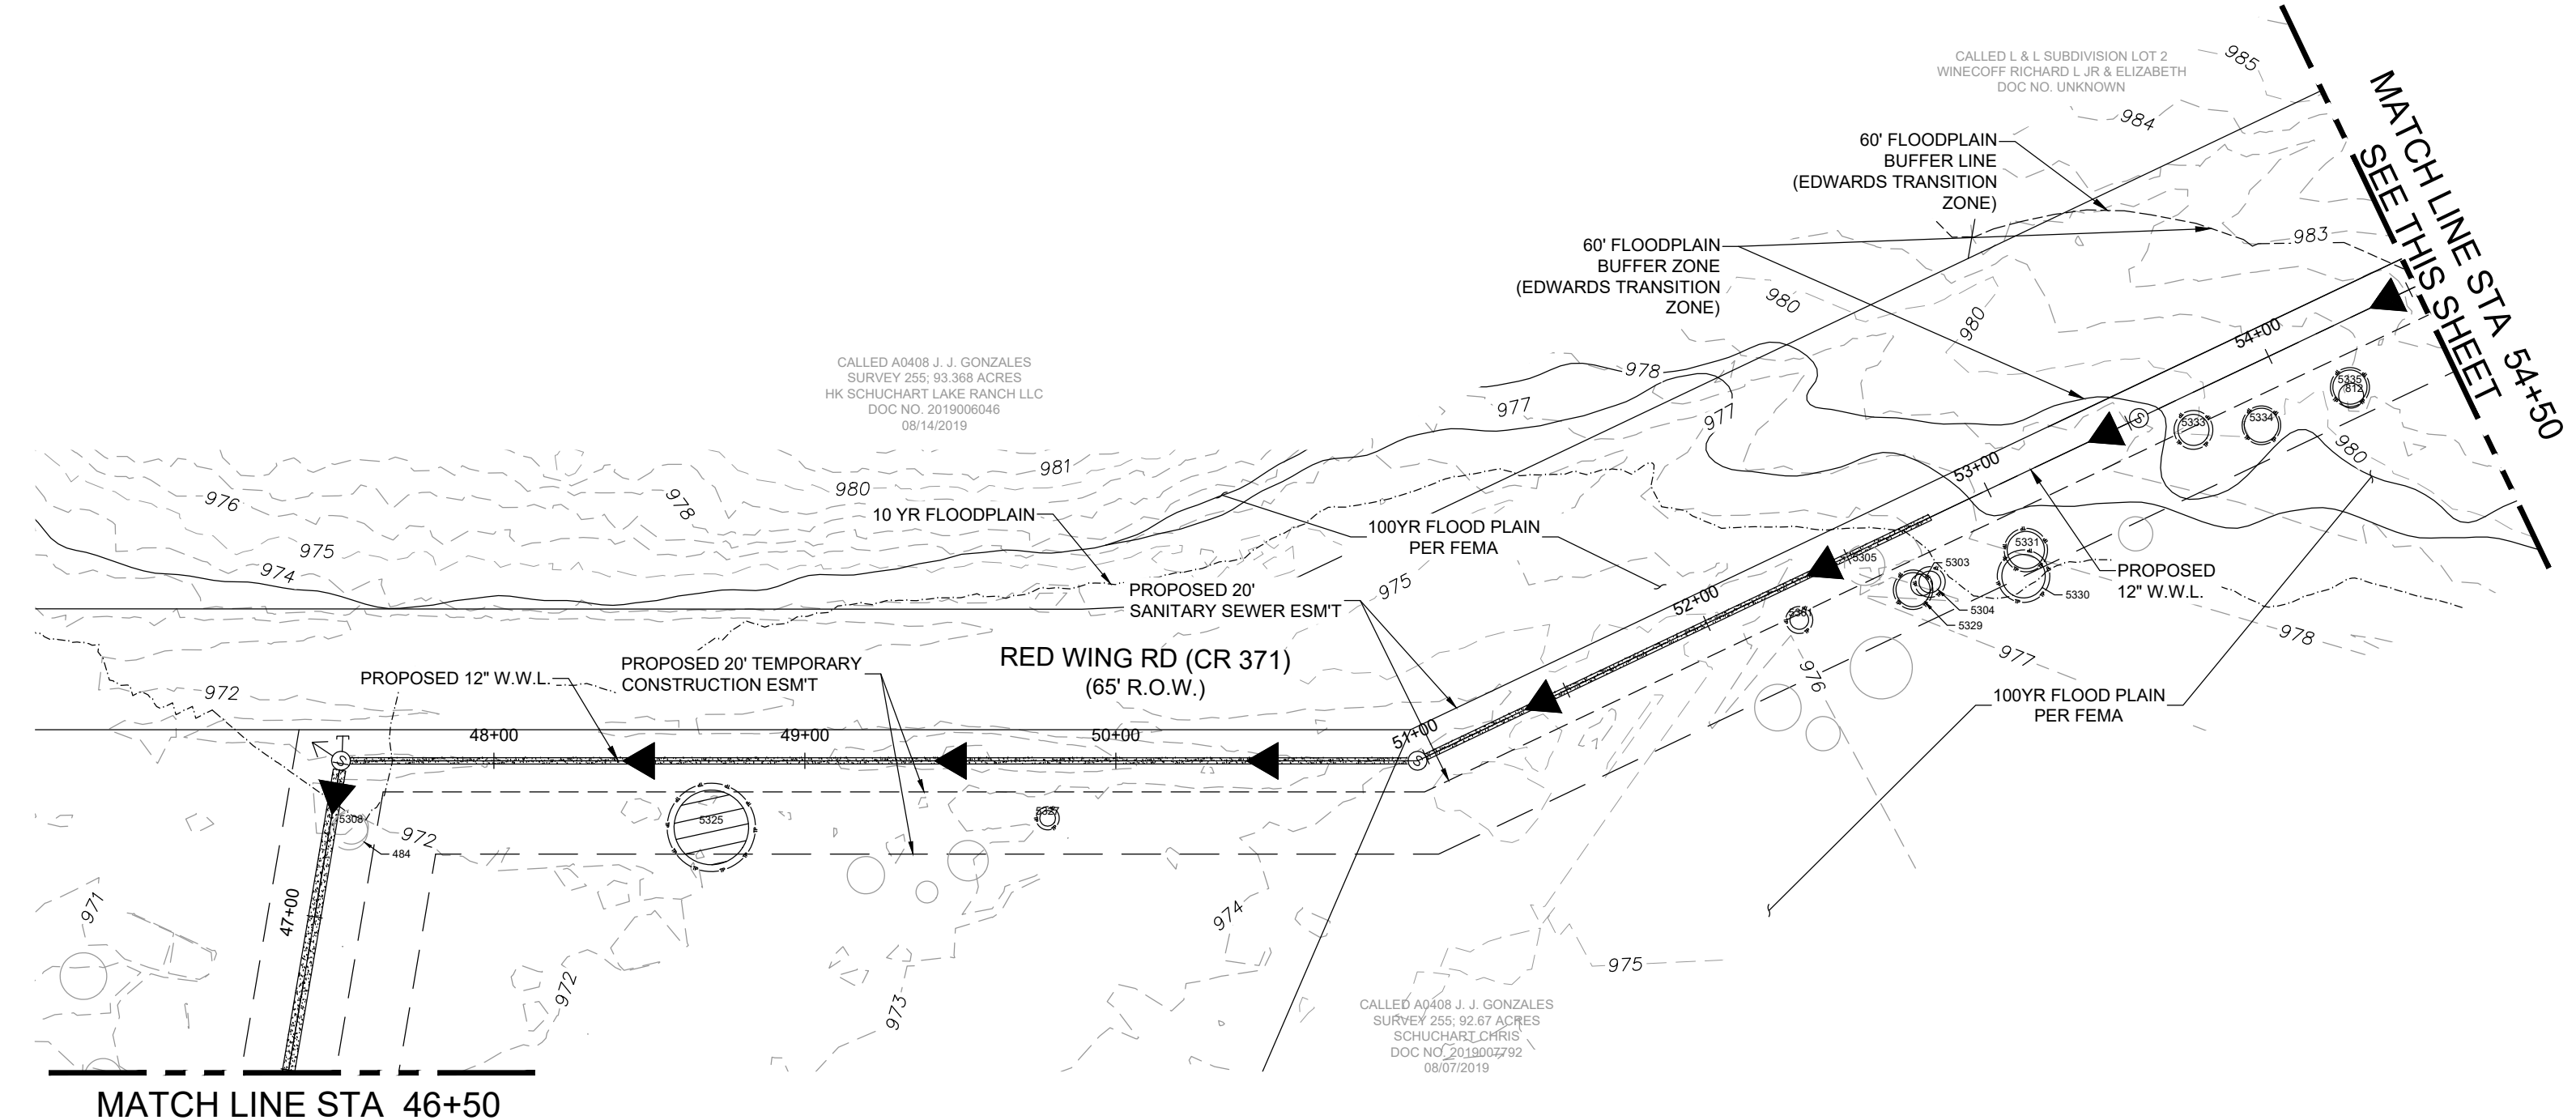 CALLED L & L SUBDIVISION LOT 2
WINECOFF RICHARD L JR & ELIZABETH
DOC NO. UNKNOWN
985
984
MATCH LINE STA 54+50
SEE THIS SHEET
60' FLOODPLAIN
BUFFER LINE
(EDWARDS TRANSITION
ZONE)
983
60' FLOODPLAIN
BUFFER ZONE
(EDWARDS TRANSITION
ZONE)
980
980
54+00
978
977
977
5335
812
5333
5334
980
CALLED A0408 J. J. GONZALES
SURVEY 255; 93.368 ACRES
HK SCHUCHART LAKE RANCH LLC
DOC NO. 2019006046
08/14/2019
981
980
978
976
975
974
10 YR FLOODPLAIN
100YR FLOOD PLAIN
PER FEMA
53+00
5331
5305
5303
5304
5329
5330
PROPOSED
12" W.W.L.
975
52+00
PROPOSED 20'
SANITARY SEWER ESM'T
978
977
976
RED WING RD (CR 371)
(65' R.O.W.)
PROPOSED 12" W.W.L.
PROPOSED 20' TEMPORARY
CONSTRUCTION ESM'T
972
100YR FLOOD PLAIN
PER FEMA
48+00
49+00
50+00
51+00
S
S
S
5308
484
972
5325
5327
47+00
971
972
973
974
975
CALLED A0408 J. J. GONZALES
SURVEY 255; 92.67 ACRES
SCHUCHART CHRIS
DOC NO. 2019007792
08/07/2019
MATCH LINE STA 46+50